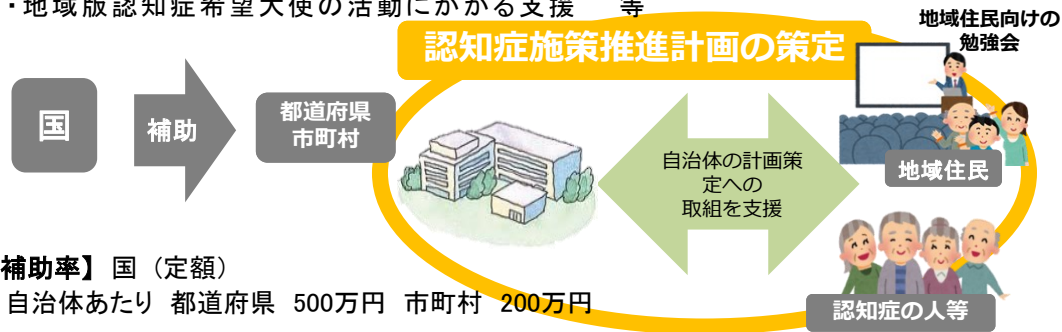 ・地域版認知症希望大使の活動にかかる支援　等
地域住民向けの
勉強会
認知症施策推進計画の策定
国
補助
都道府県
市町村
自治体の計画策
定への
取組を支援
地域住民
認知症の人等
補助率】国（定額）
自治体あたり 都道府県 500万円 市町村 200万円